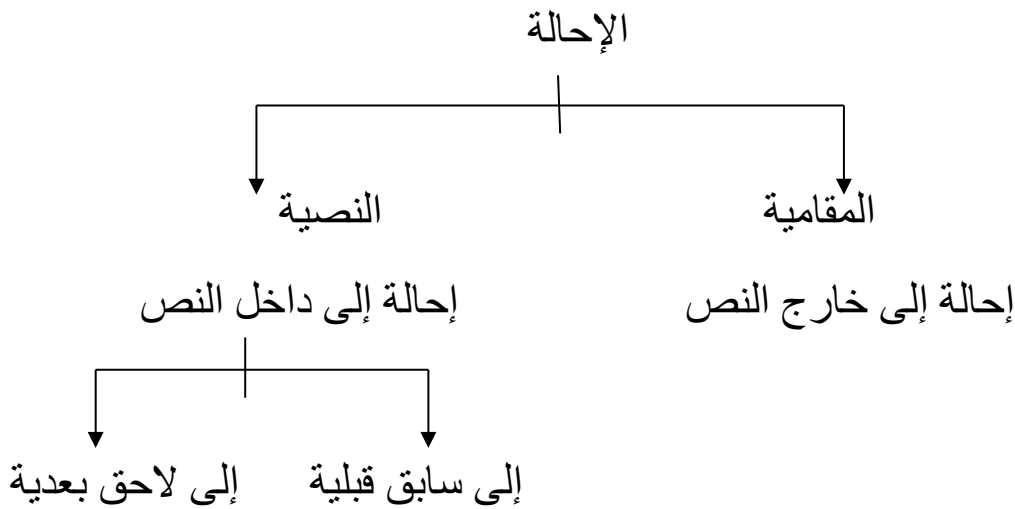 الإحالة
المقامية
النصية
إحالة إلى خارج النص
إحالة إلى داخل النص
إلى سابق قبلية
إلى لاحق بعدية